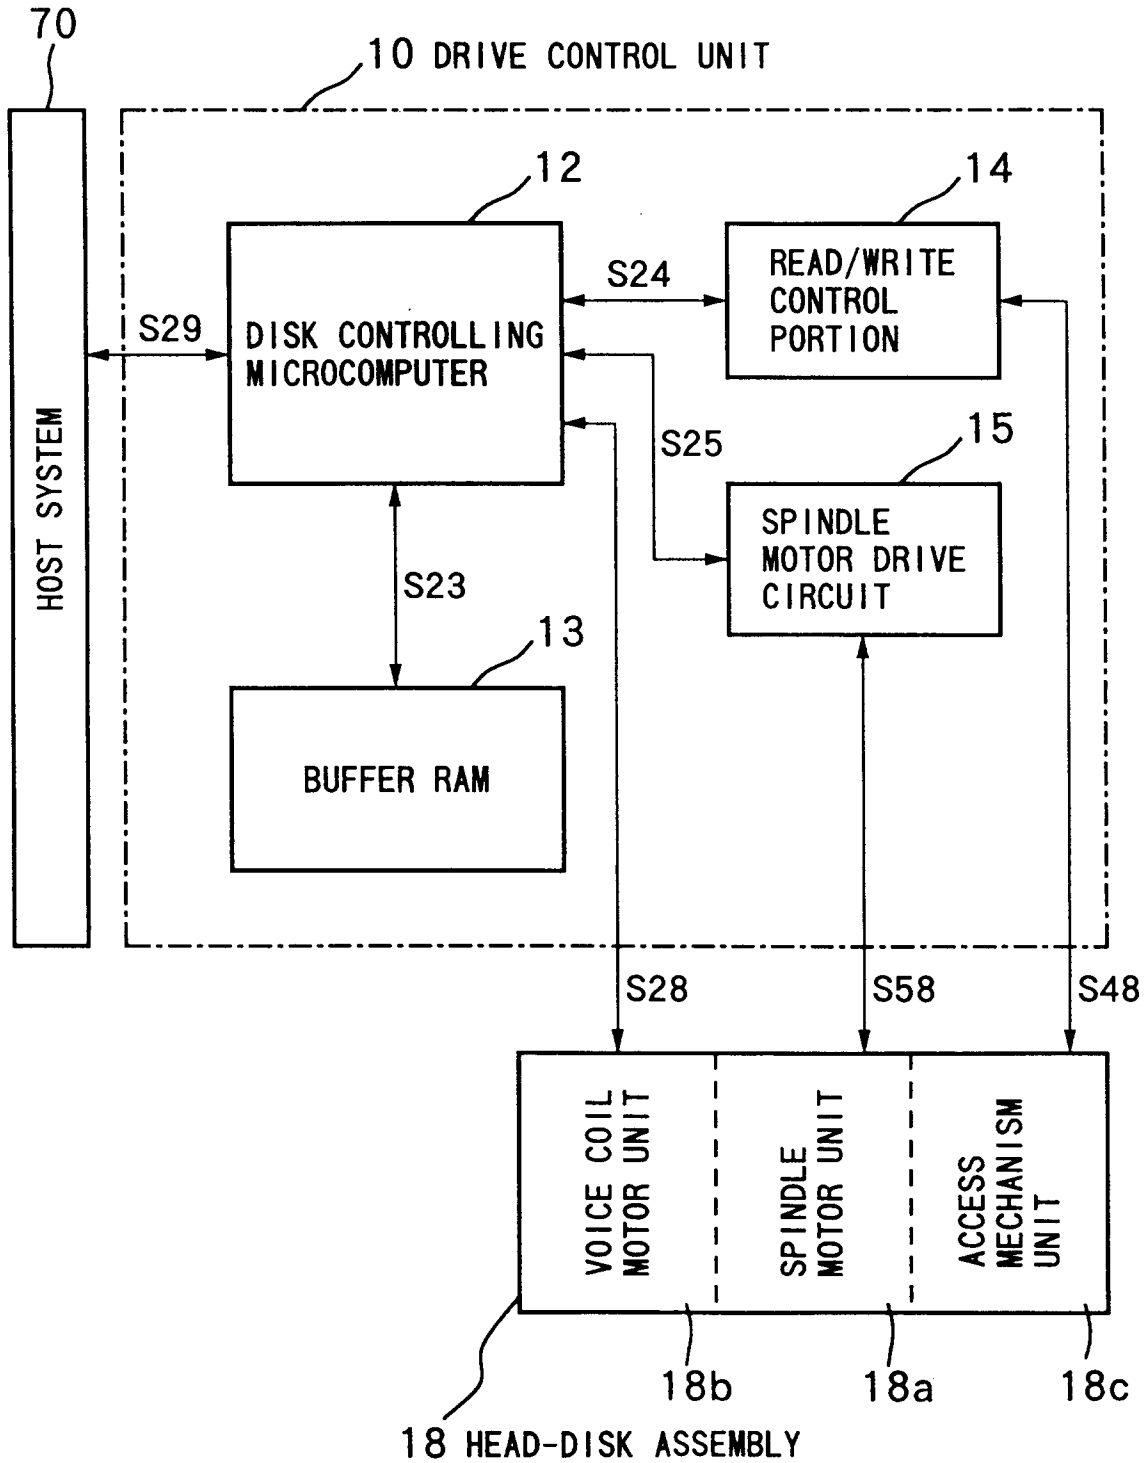 70
10 DRIVE CONTROL UNIT
12
14
S24
READ/WRITE
CONTROL
PORTION
S29
DISK CONTROLLING
MICROCOMPUTER
HOST SYSTEM
S25
15
SPINDLE
MOTOR DRIVE
CIRCUIT
S23
13
BUFFER RAM
S28
S58
S48
VOICE COIL
MOTOR UNIT
SPINDLE
MOTOR UNIT
ACCESS
MECHANISM
UNIT
18b
18a
18c
18 HEAD-DISK ASSEMBLY